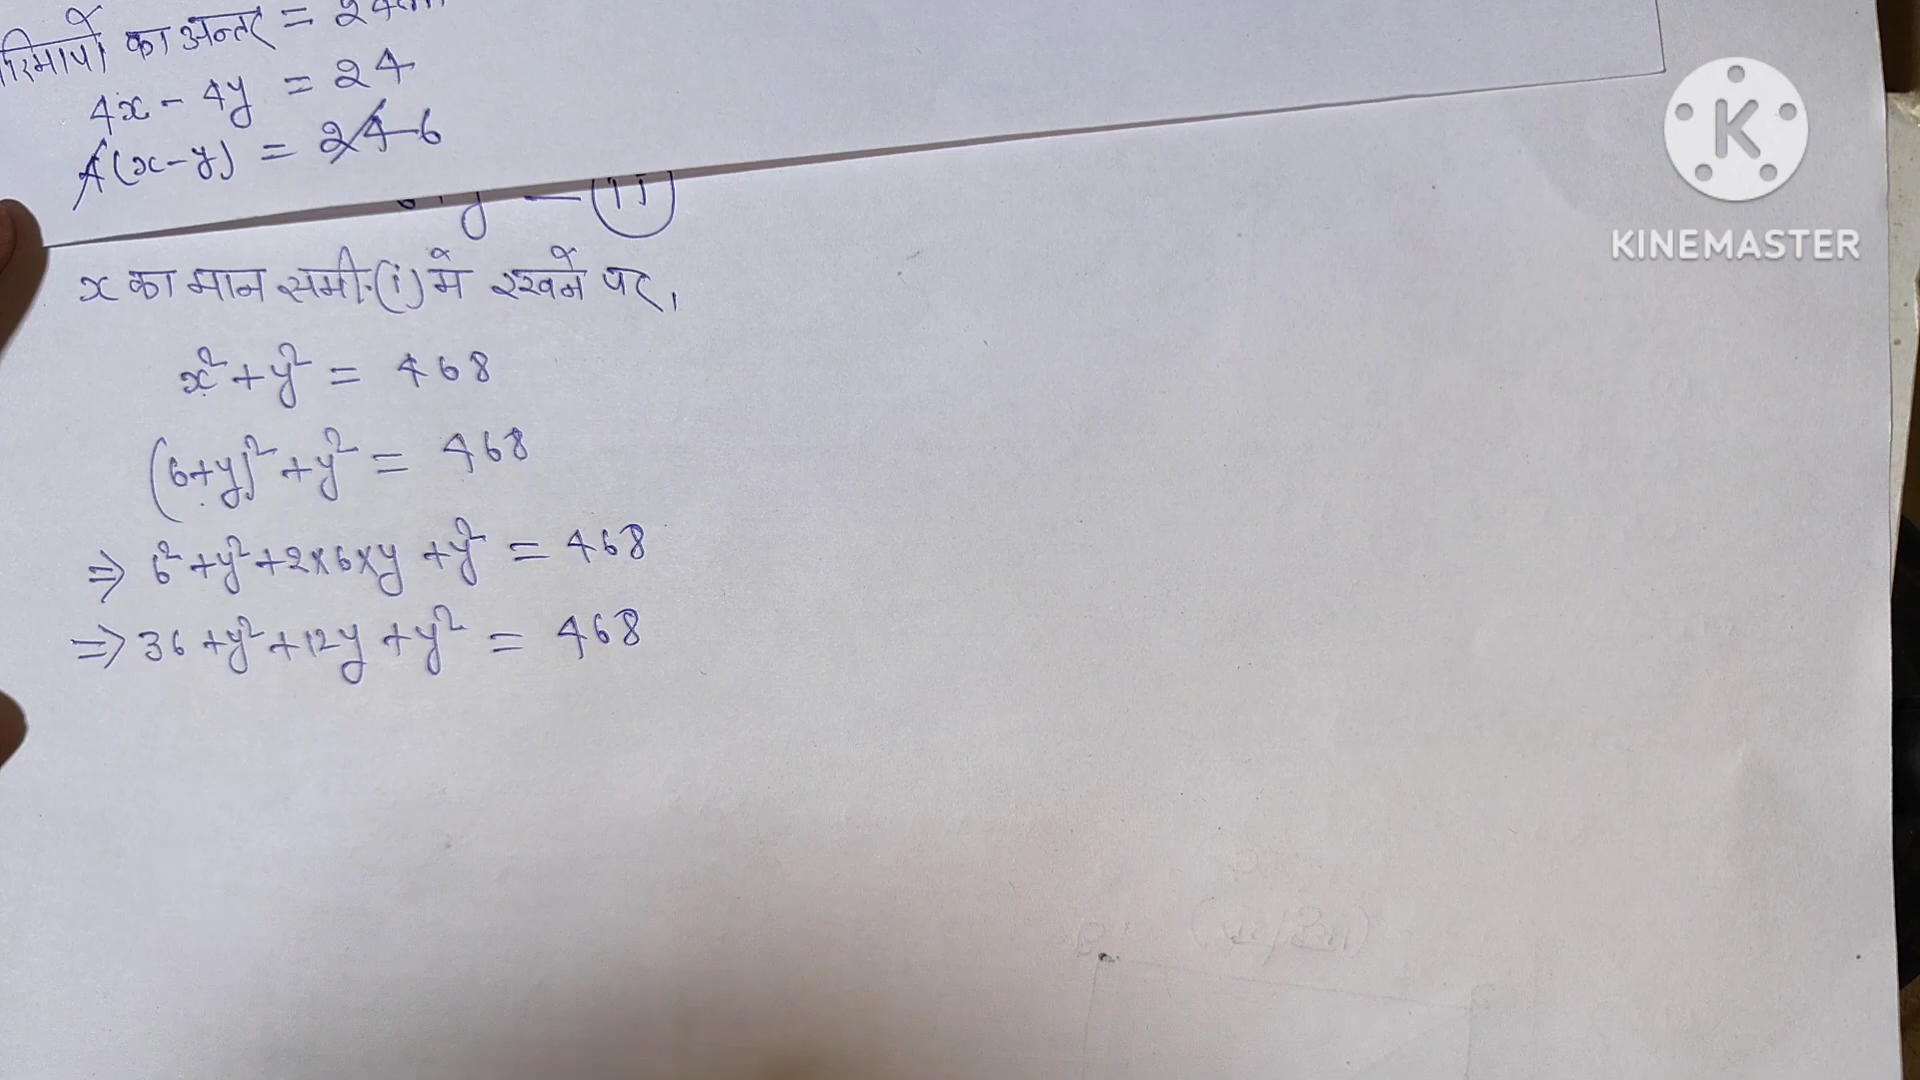 का अन्तर = 24
4x - 4y = 24
4(x-y) = 24 6
y — (ii)
x का मान समी.(i) में रखने पर,
x² + y² = 468
(6+y)² + y² = 468
⇒ 6² + y² + 2×6×y + y² = 468
⇒ 36 + y² + 12y + y² = 468
K
KINEMASTER